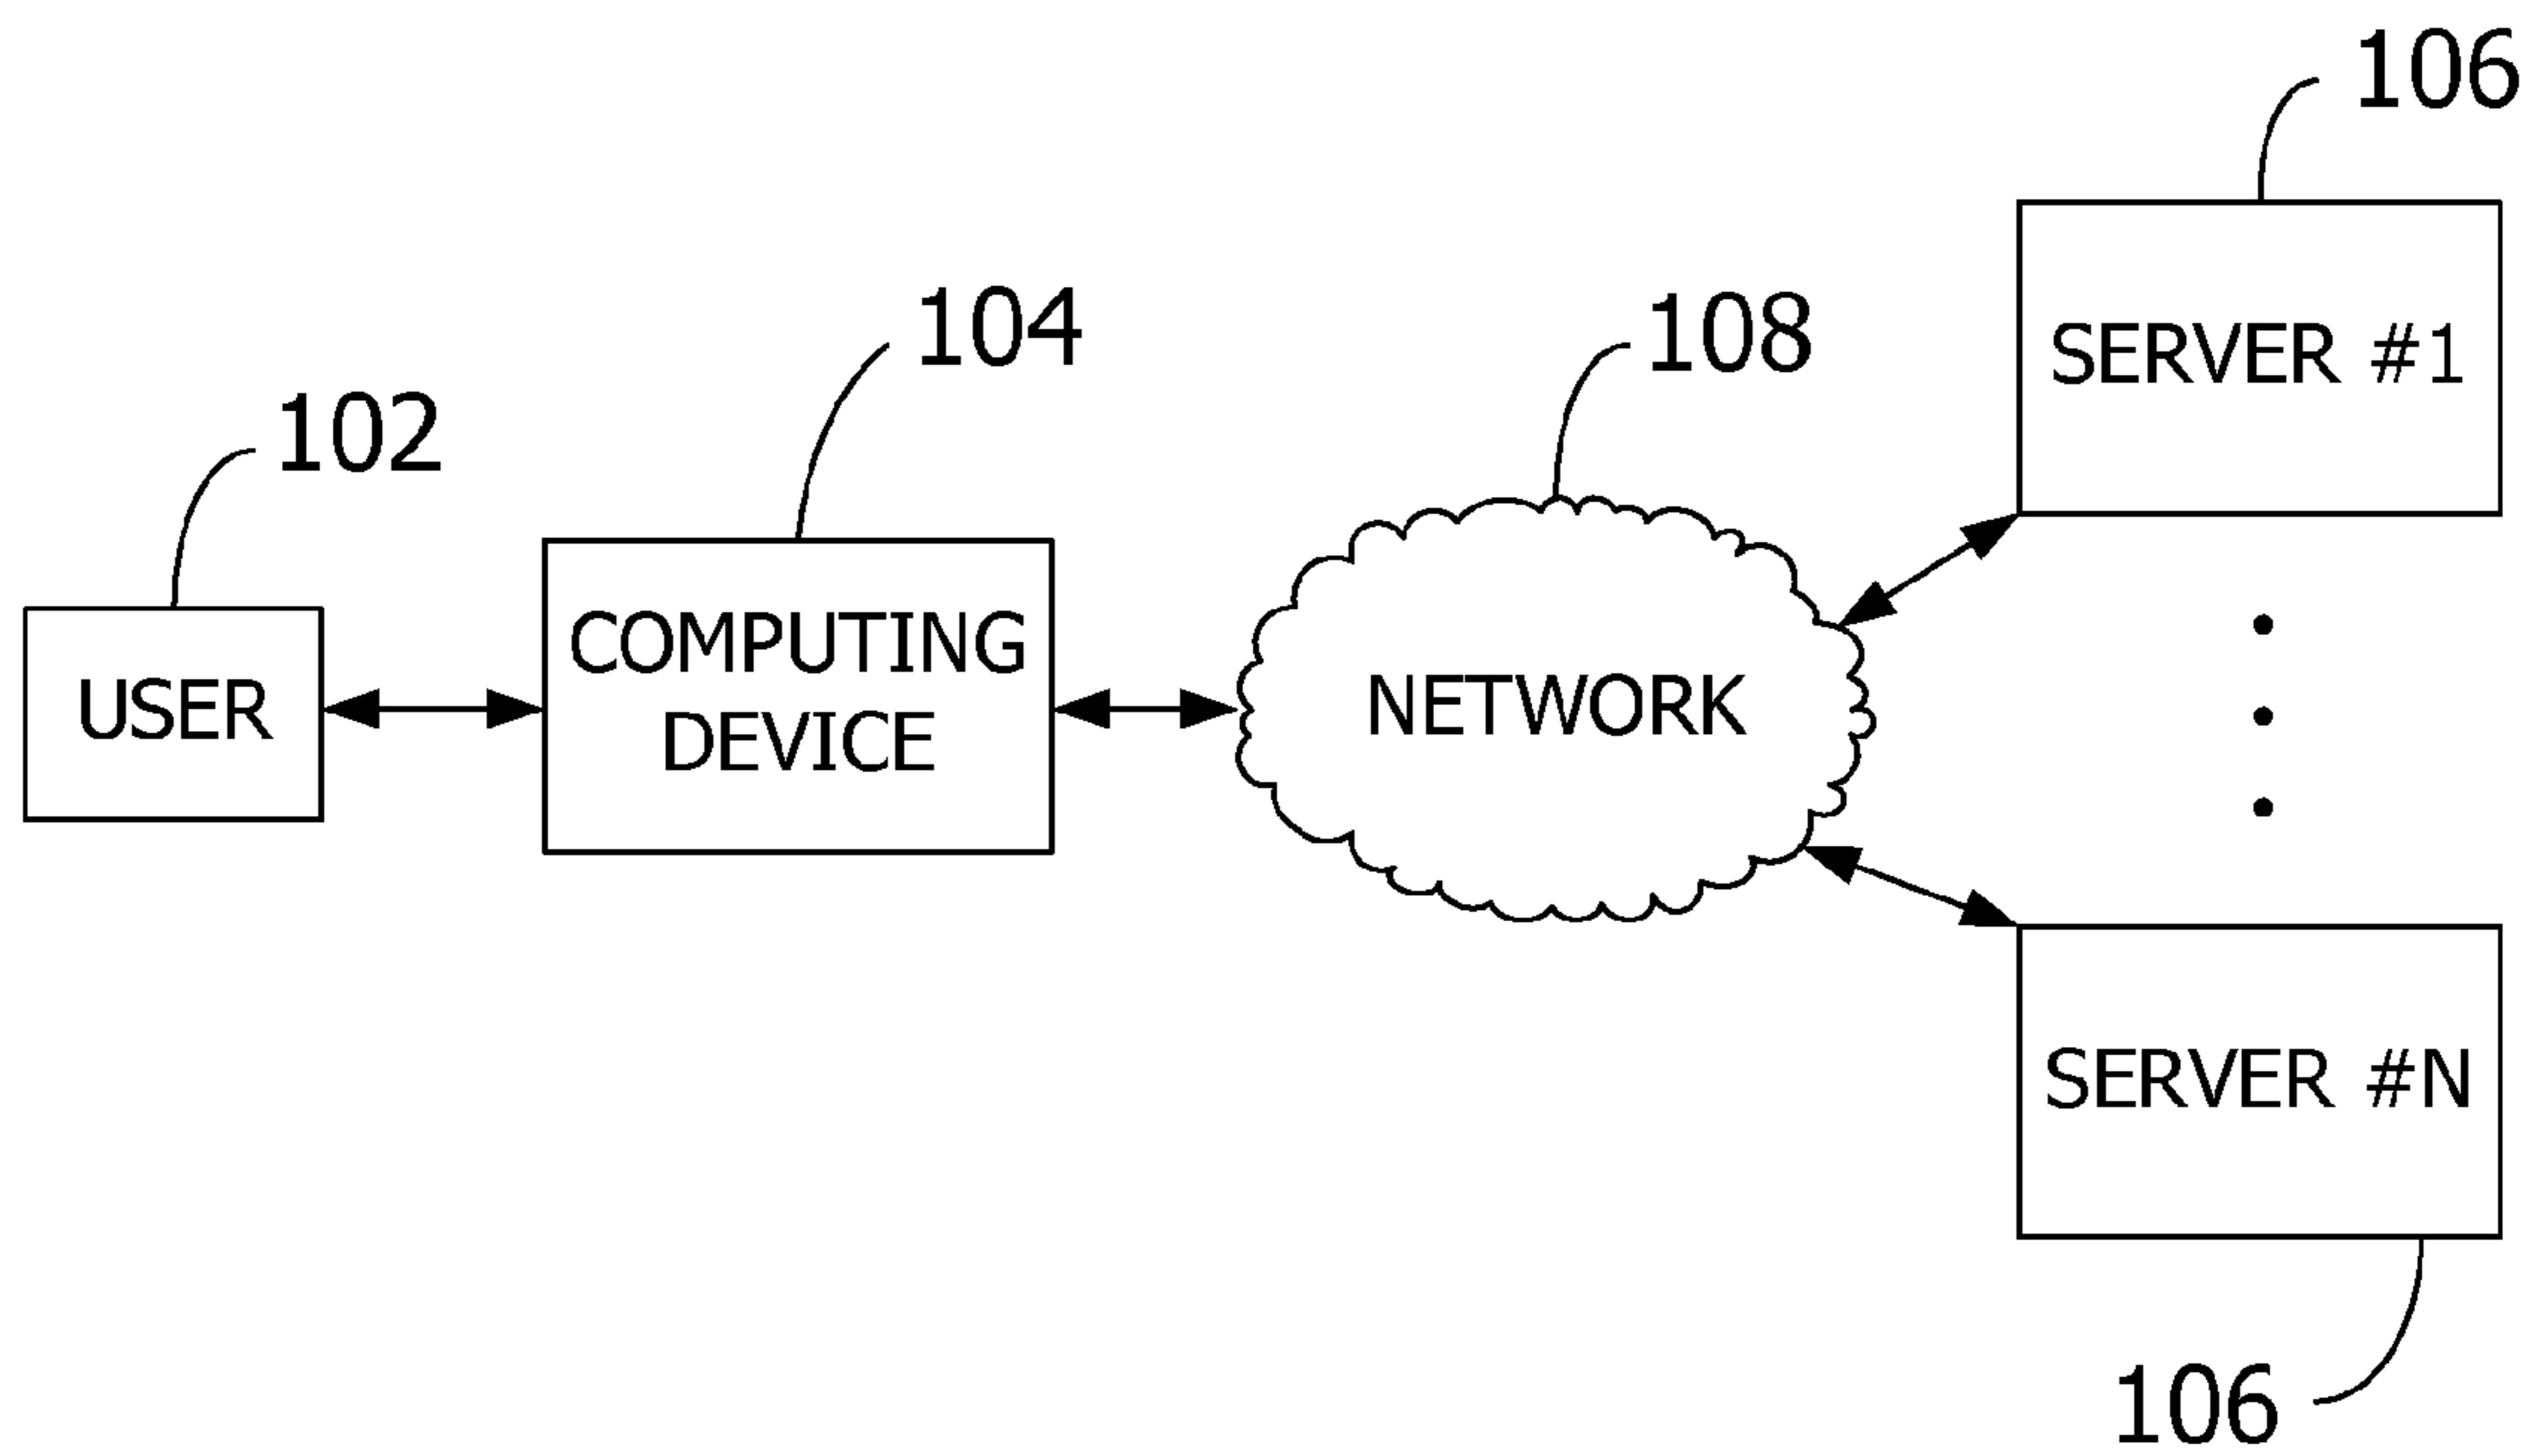 106
SERVER #1
104
108
102
COMPUTING
DEVICE
USER
NETWORK
SERVER #N
106